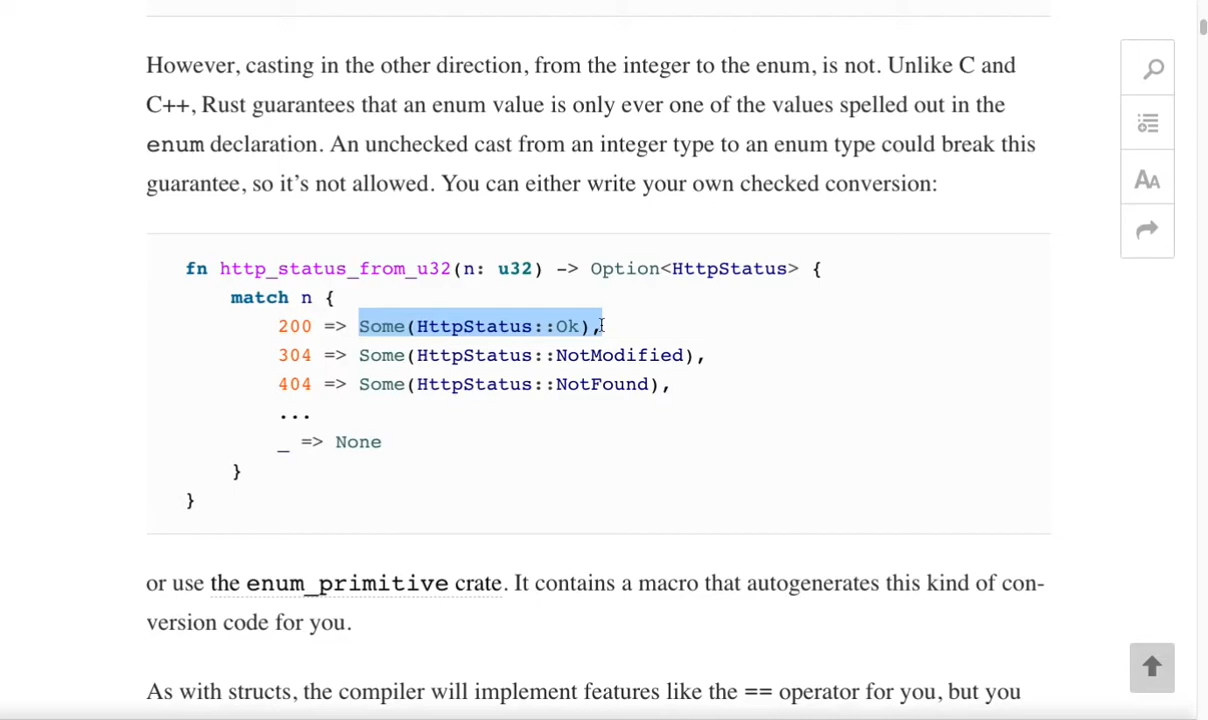 However, casting in the other direction, from the integer to the enum, is not. Unlike C and
C++, Rust guarantees that an enum value is only ever one of the values spelled out in the
enum declaration. An unchecked cast from an integer type to an enum type could break this
guarantee, so it’s not allowed. You can either write your own checked conversion:
fn http_status_from_u32(n: u32) -> Option<HttpStatus> {
    match n {
        200 => Some(HttpStatus::Ok),
        304 => Some(HttpStatus::NotModified),
        404 => Some(HttpStatus::NotFound),
        ...
        _ => None
    }
}
or use the enum_primitive crate. It contains a macro that autogenerates this kind of con-
version code for you.
As with structs, the compiler will implement features like the == operator for you, but you
AA